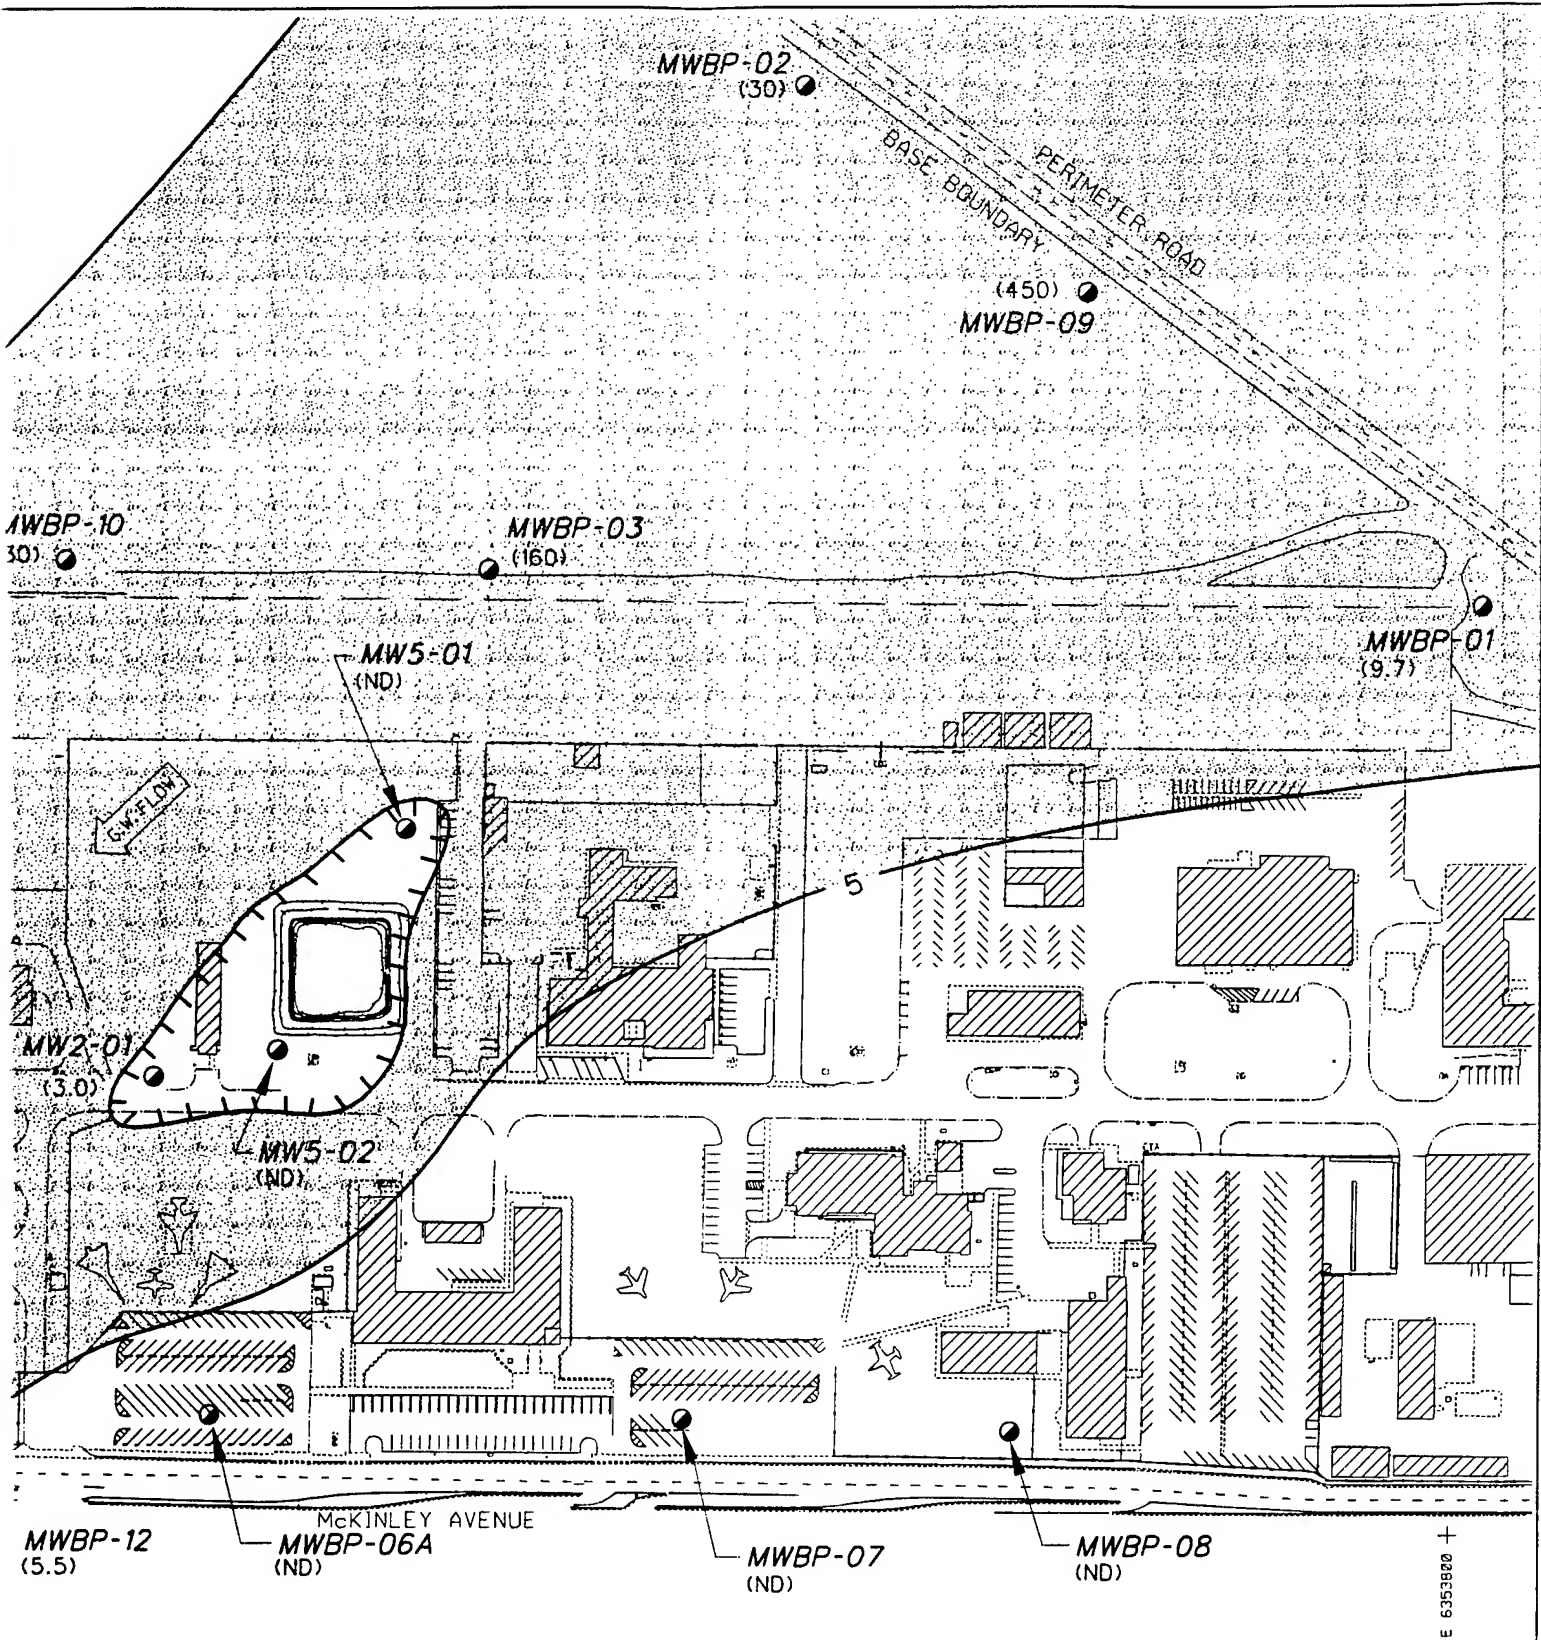 MWBP-02
(30)
PERIMETER ROAD
BASE BOUNDARY
(450)
MWBP-09
MWBP-10
30)
MWBP-03
(160)
MW5-01
(ND)
MWBP-01
(9.7)
G.W. FLOW
5
MW2-01
(3.0)
MW5-02
(ND)
McKINLEY AVENUE
MWBP-12
(5.5)
MWBP-06A
(ND)
MWBP-07
(ND)
MWBP-08
(ND)
E 6353800